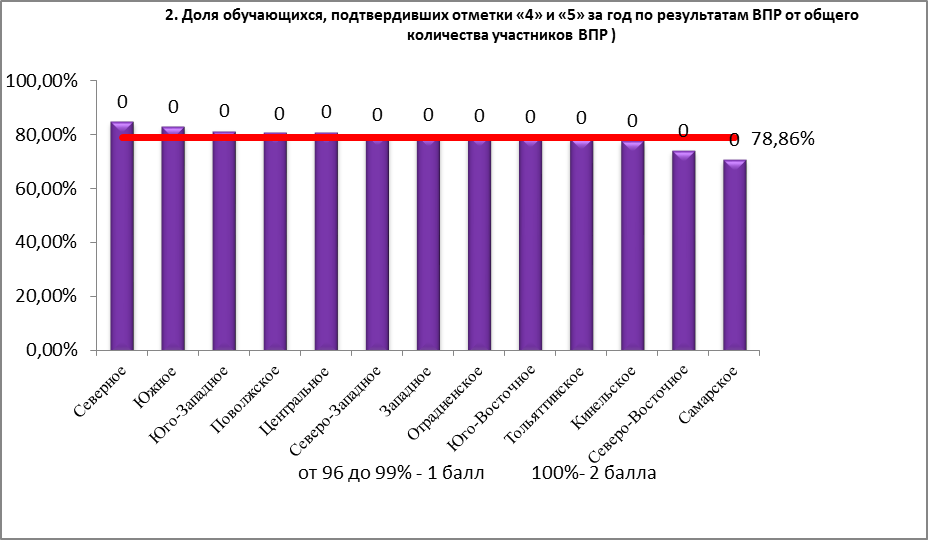 2. Доля обучающихся, подтвердивших отметки «4» и «5» за год по результатам ВПР от общего
количества участников ВПР )
100,00%
80,00%
60,00%
40,00%
20,00%
0,00%
0 0 0 0 0 0 0 0 0 0 0 0 0
78,86%
Северное
Южное
Юго-Западное
Поволжское
Центральное
Северо-Западное
Западное
Отрадненское
Юго-Восточное
Тольяттинское
Кинельское
Северо-Восточное
Самарское
от 96 до 99% - 1 балл 100%- 2 балла